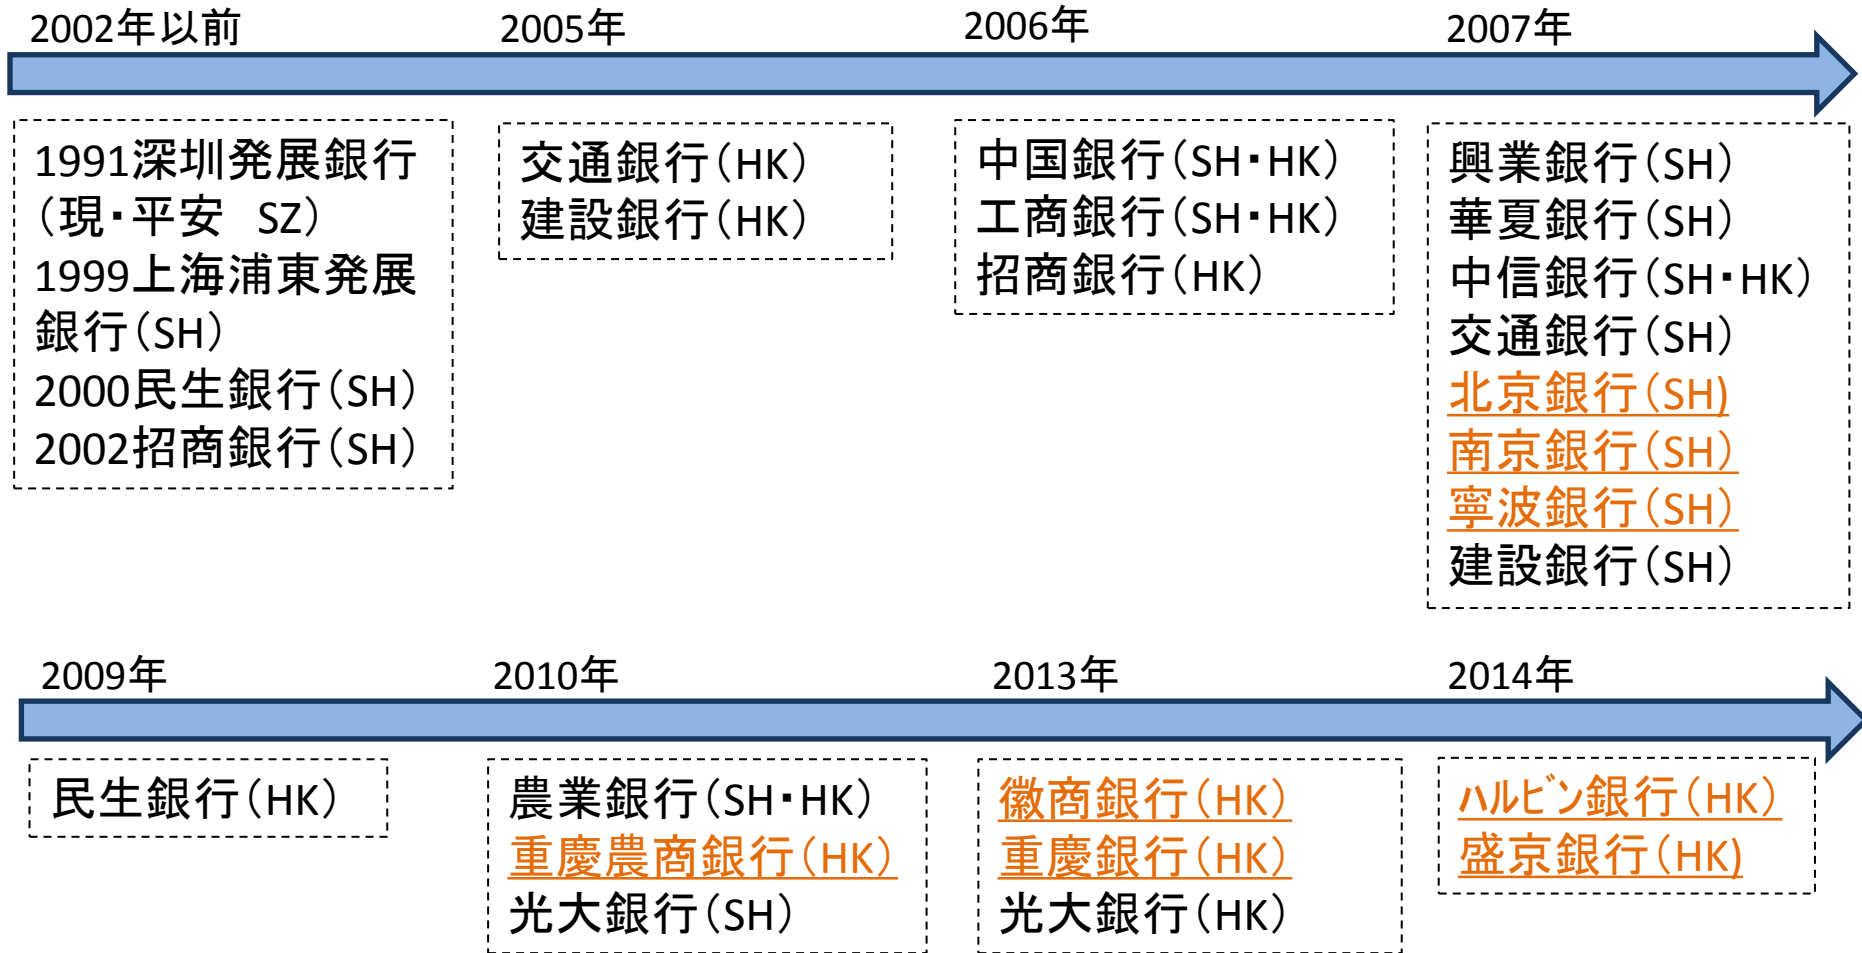 2002年以前
2005年
2006年
2007年
1991深圳発展銀行
（現・平安　SZ）
1999上海浦東発展
銀行（SH）
2000民生銀行（SH）
2002招商銀行（SH）
交通銀行（HK）
建設銀行（HK）
中国銀行（SH・HK）
工商銀行（SH・HK）
招商銀行（HK）
興業銀行（SH）
華夏銀行（SH）
中信銀行（SH・HK）
交通銀行（SH）
北京銀行（SH)
南京銀行（SH）
寧波銀行（SH）
建設銀行（SH）
2009年
2010年
2013年
2014年
民生銀行（HK）
農業銀行（SH・HK）
重慶農商銀行（HK）
光大銀行（SH）
徽商銀行（HK）
重慶銀行（HK）
光大銀行（HK）
ﾊﾙﾋﾞﾝ銀行（HK）
盛京銀行（HK)